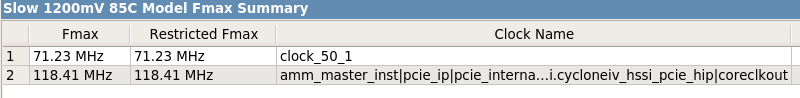 Slow 1200mV 85C Model Fmax Summary
Fmax Restricted Fmax Clock Name
1 71.23 MHz 71.23 MHz clock_50_1
2 118.41 MHz 118.41 MHz amm_master_inst|pcie_ip|pcie_interna...i.cycloneiv_hssi_pcie_hip|coreclkout